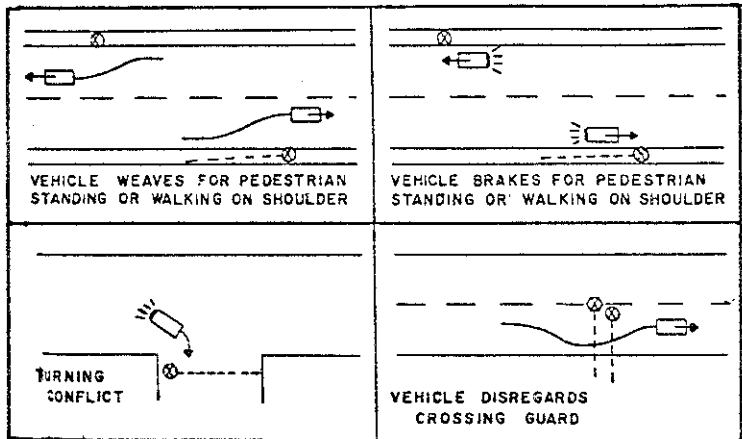 VEHICLE WEAVES FOR PEDESTRIAN
STANDING OR WALKING ON SHOULDER
VEHICLE BRAKES FOR PEDESTRIAN
STANDING OR WALKING ON SHOULDER
TURNING
CONFLICT
VEHICLE DISREGARDS
CROSSING GUARD